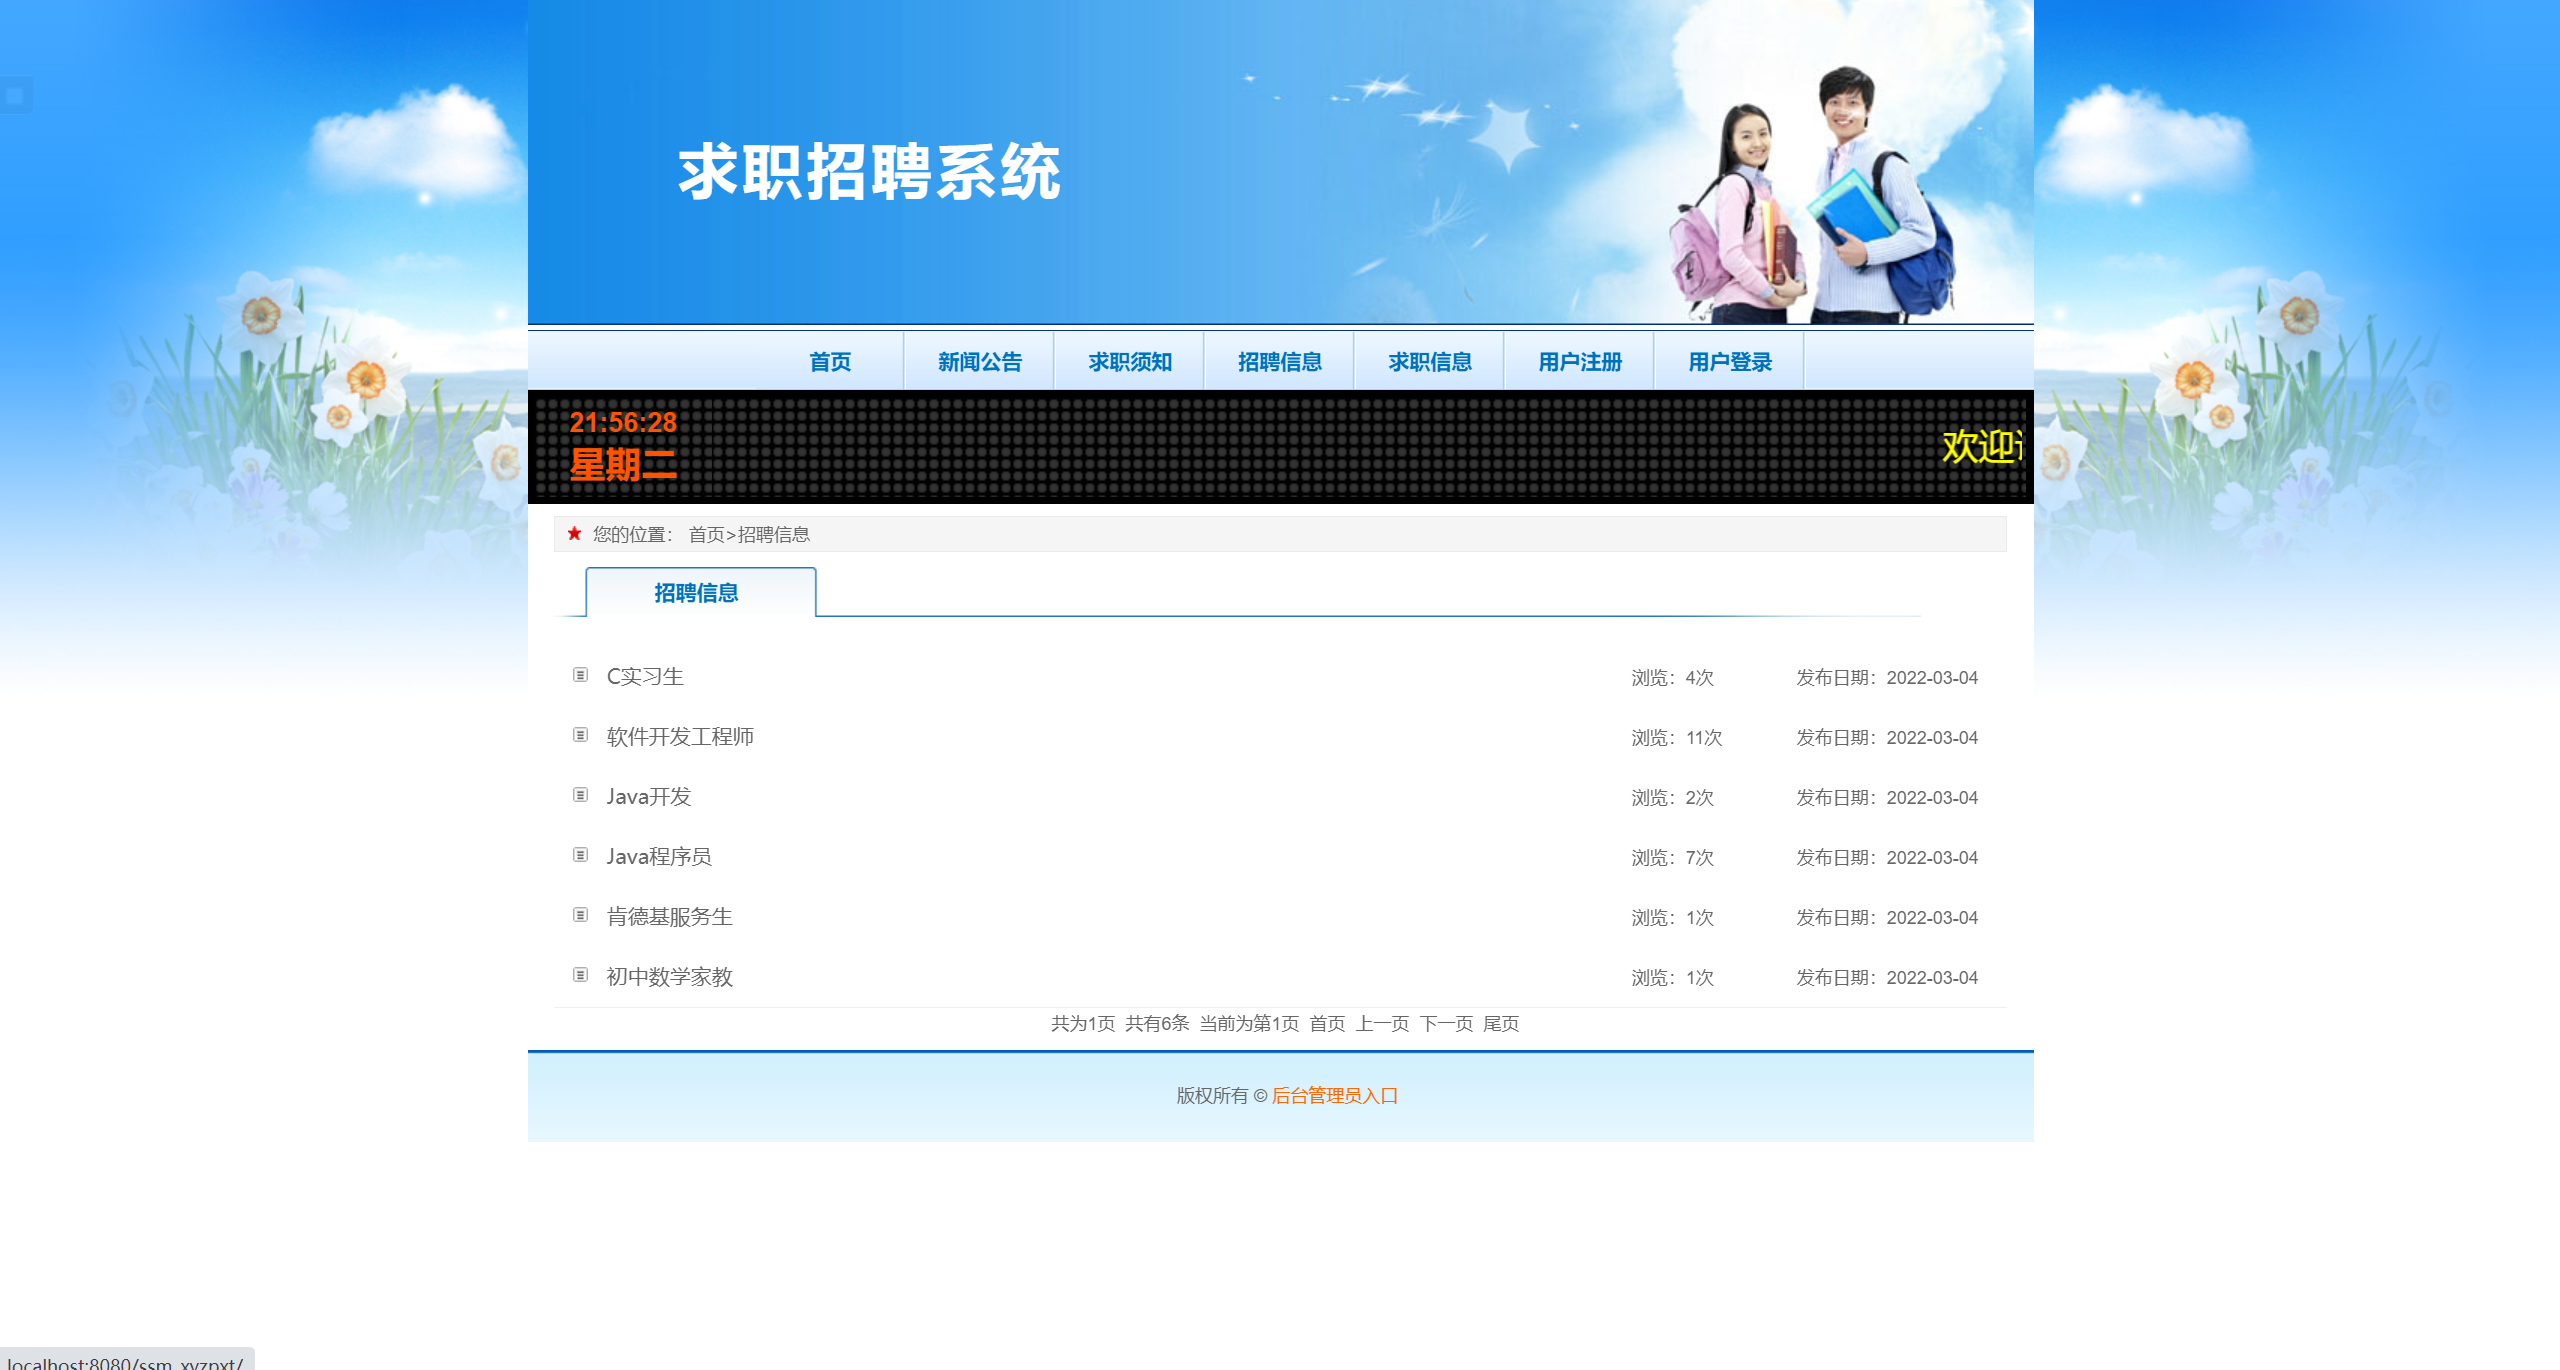 求职招聘系统
首页 新闻公告 求职须知 招聘信息 求职信息 用户注册 用户登录
21:56:28
星期二
欢迎
您的位置： 首页>招聘信息
招聘信息
C实习生 浏览：4次 发布日期：2022-03-04
软件开发工程师 浏览：11次 发布日期：2022-03-04
Java开发 浏览：2次 发布日期：2022-03-04
Java程序员 浏览：7次 发布日期：2022-03-04
肯德基服务生 浏览：1次 发布日期：2022-03-04
初中数学家教 浏览：1次 发布日期：2022-03-04
共为1页 共有6条 当前为第1页 首页 上一页 下一页 尾页
版权所有 © 后台管理员入口
localhost:8080/ssm_xyzpxt/